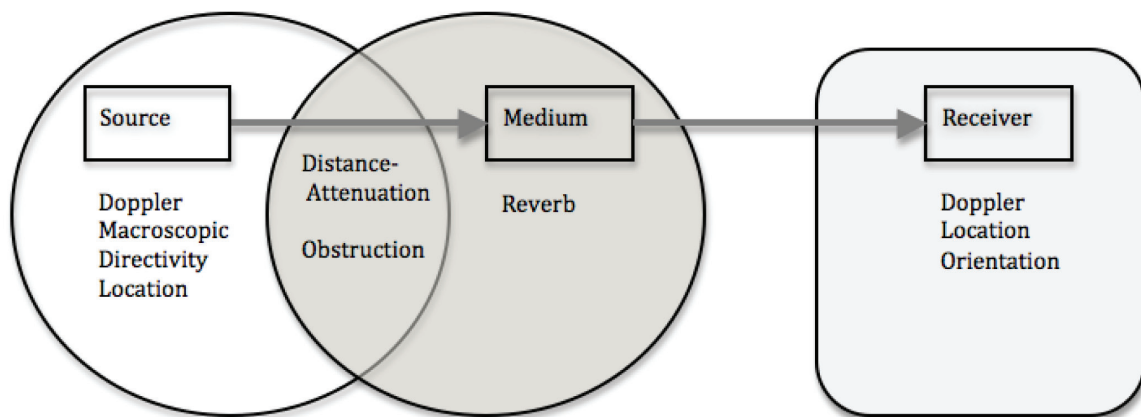 Source
Doppler
Macroscopic
Directivity
Location
Distance-
Attenuation
Obstruction
Medium
Reverb
Receiver
Doppler
Location
Orientation